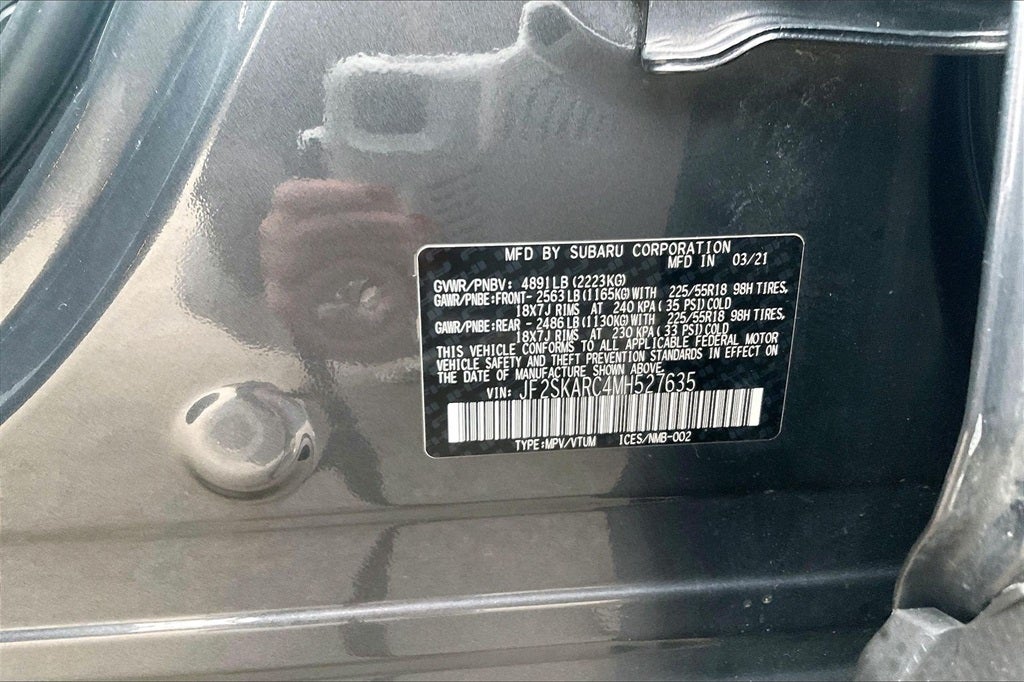 MFD BY SUBARU CORPORATION
MFD IN 03/21
GVWR/PNBV: 4891LB (2223KG)
GAWR/PNBE:FRONT- 2563LB (1165KG) WITH 225/55R18 98H TIRES,
18X7J RIMS AT 240 KPA ( 35 PSI) COLD
GAWR/PNBE:REAR - 2486LB (1130KG) WITH 225/55R18 98H TIRES,
18X7J RIMS AT 230 KPA ( 33 PSI) COLD
THIS VEHICLE CONFORMS TO ALL APPLICABLE FEDERAL MOTOR
VEHICLE SAFETY AND THEFT PREVENTION STANDARDS IN EFFECT ON
THE DATE OF MANUFACTURE SHOWN ABOVE.
VIN: JF2SKARC4MH527635
TYPE:MPV/VTUM ICES/NMB-002